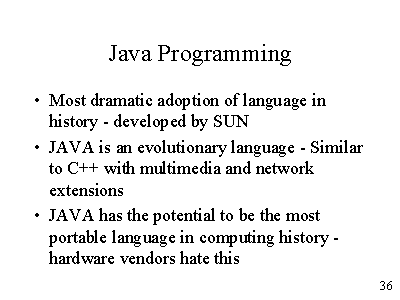 Java Programming
• Most dramatic adoption of language in
history - developed by SUN
• JAVA is an evolutionary language - Similar
to C++ with multimedia and network
extensions
• JAVA has the potential to be the most
portable language in computing history -
hardware vendors hate this
36